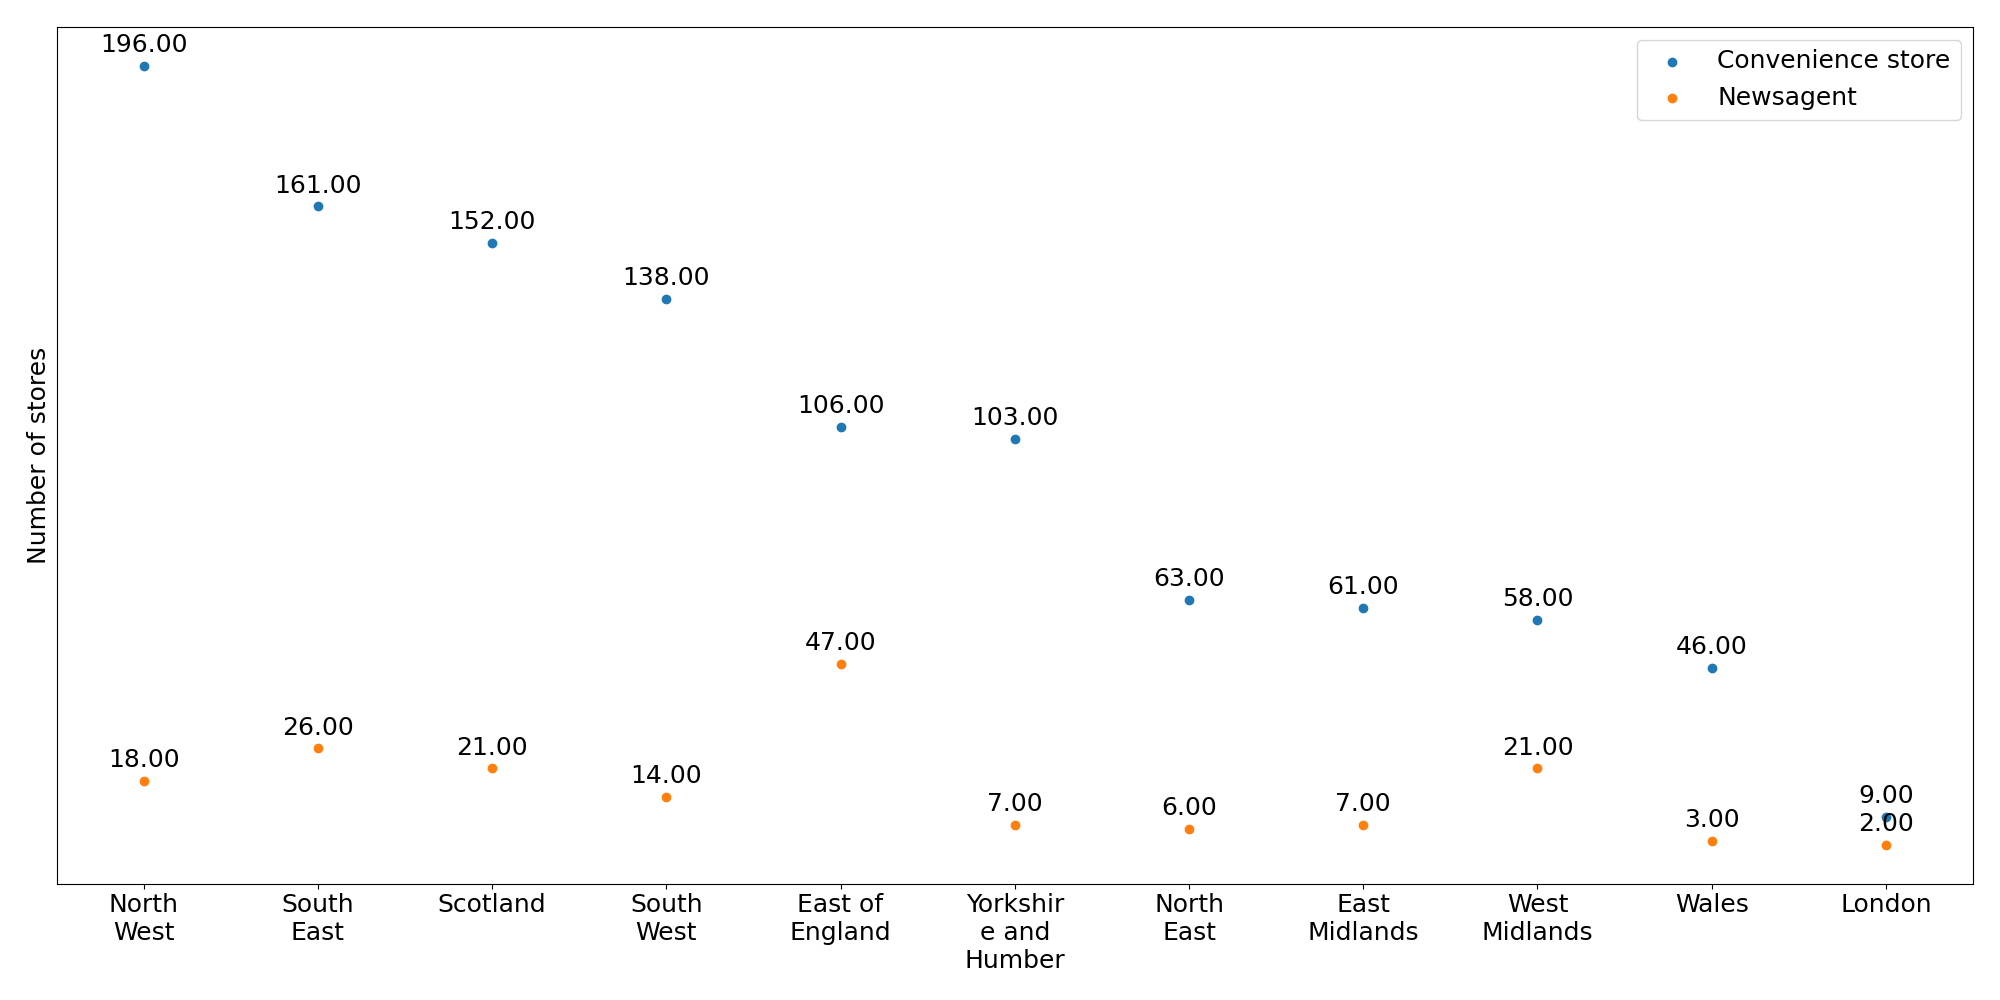 196.00
161.00
152.00
138.00
106.00
103.00
63.00
61.00
58.00
46.00
9.00
18.00
26.00
21.00
14.00
47.00
7.00
6.00
7.00
21.00
3.00
2.00
Convenience store
Newsagent
Number of stores
North
West
South
East
Scotland
South
West
East of
England
Yorkshir
e and
Humber
North
East
East
Midlands
West
Midlands
Wales
London